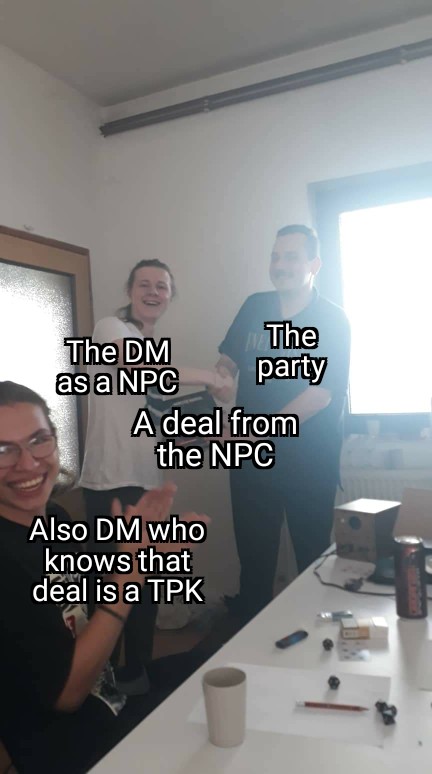 The DM
as a NPC
The
party
A deal from
the NPC
Also DM who
knows that
deal is a TPK